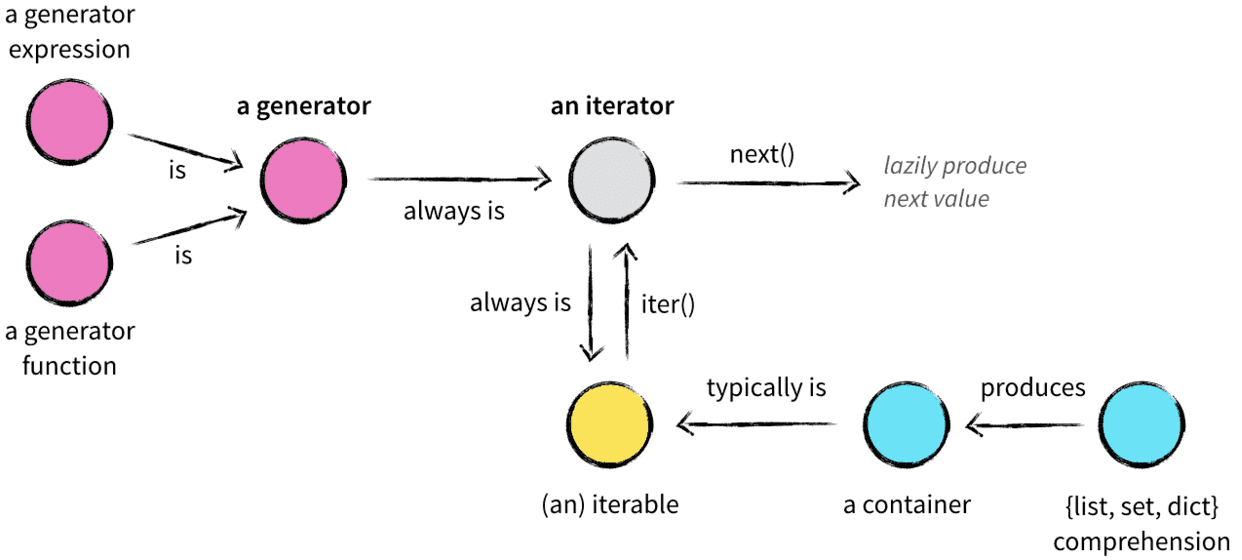 a generator
expression
a generator
an iterator
is
always is
next()
lazily produce
next value
is
a generator
function
always is
iter()
typically is
produces
(an) iterable
a container
{list, set, dict}
comprehension